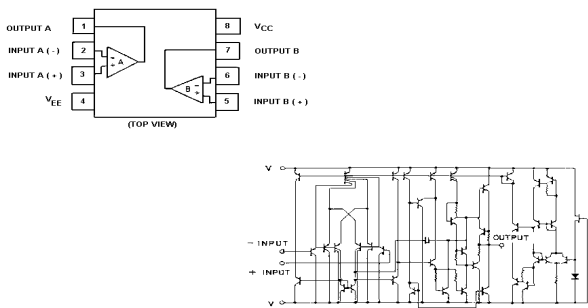 OUTPUT A 1 8 VCC
INPUT A ( - ) 2 7 OUTPUT B
INPUT A ( + ) 3 A B 6 INPUT B ( - )
VEE 4 5 INPUT B ( + )
(TOP VIEW)
V
- INPUT
OUTPUT
+ INPUT
V